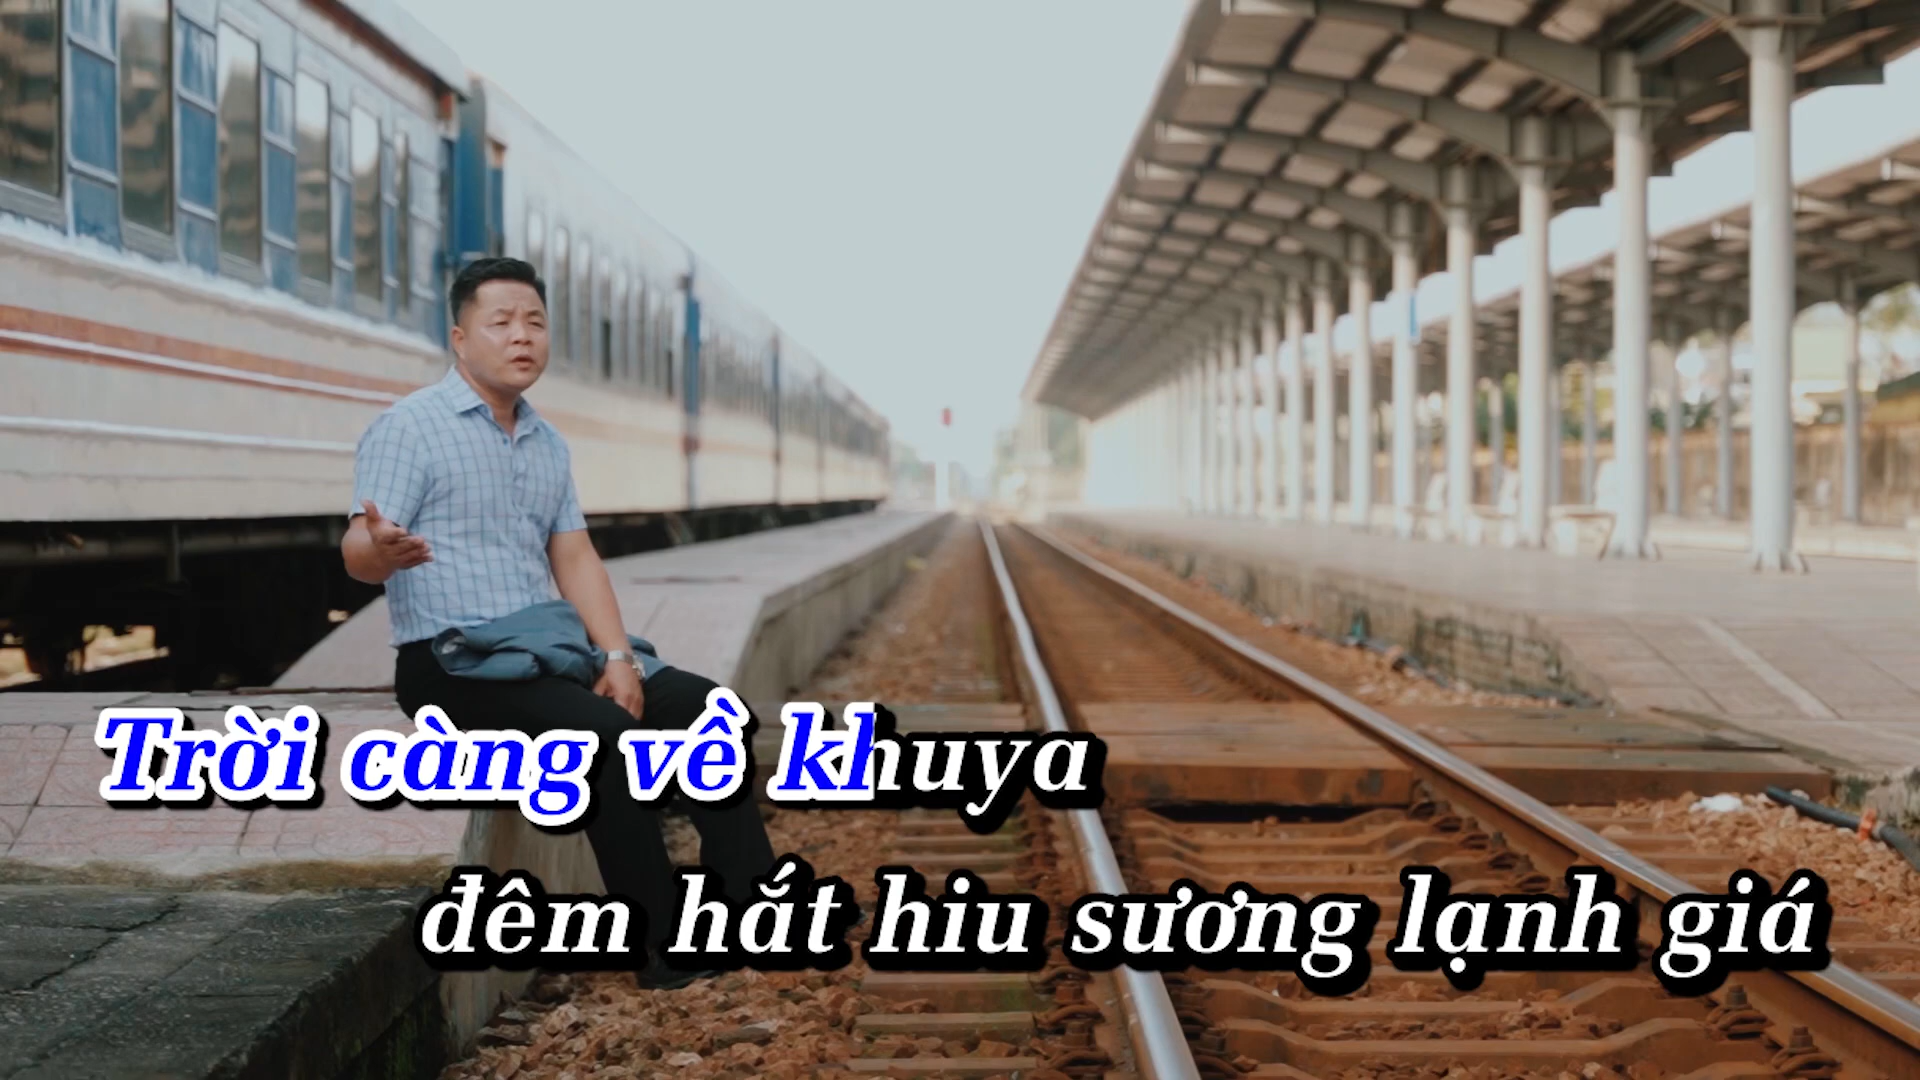 Trời càng về khuya
đêm hắt hiu sương lạnh giá